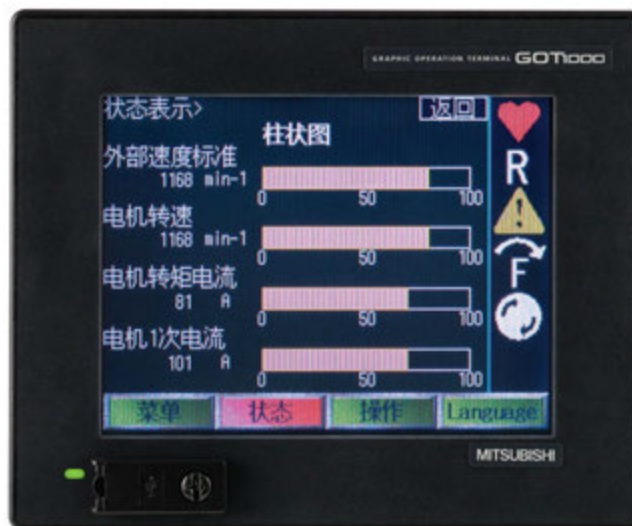 GRAPHIC OPERATION TERMINAL GOT1000
状态表示>
返回
柱状图
外部速度标准
1168 min-1
0 50 100
电机转速
1168 min-1
0 50 100
电机转矩电流
81 A
0 50 100
电机1次电流
101 A
0 50 100
R
F
菜单 状态 操作 Language
MITSUBISHI